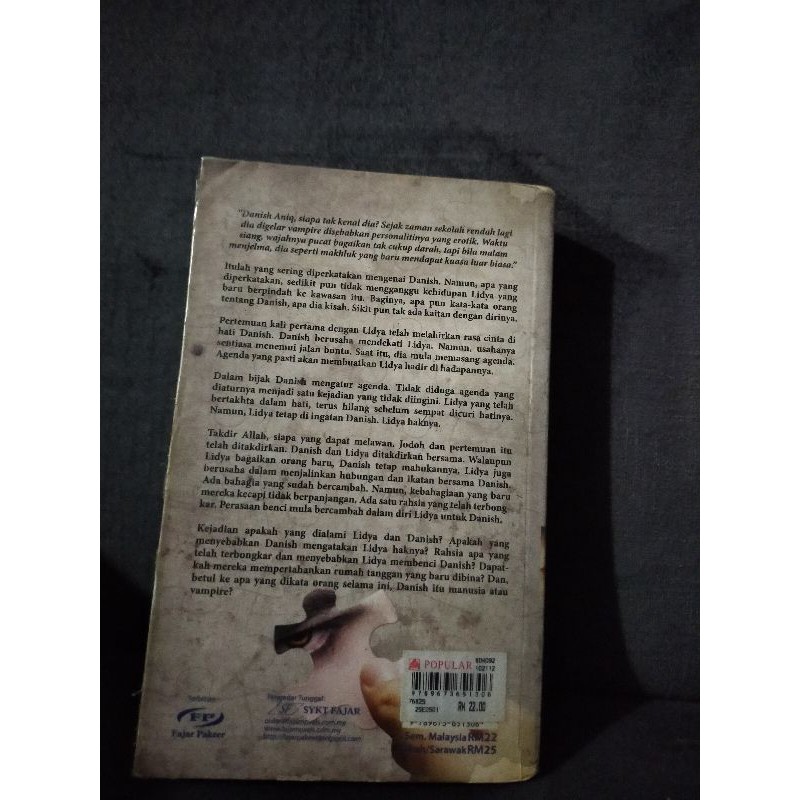 "Danish Aniq, siapa tak kenal dia? Sejak zaman sekolah rendah lagi
dia digelar vampire disebabkan personalitinya yang erotik. Waktu
siang, wajahnya pucat bagaikan tak cukup darah, tapi bila malam
menjelma, dia seperti makhluk yang baru mendapat kuasa luar biasa."
Itulah yang sering diperkatakan mengenai Danish. Namun, apa yang
diperkatakan, sedikit pun tidak mengganggu kehidupan Lidya yang
baru berpindah ke kawasan itu. Baginya, apa pun kata-kata orang
tentang Danish, apa dia kisah. Sikit pun tak ada kaitan dengan dirinya.
Pertemuan kali pertama dengan Lidya telah melahirkan rasa cinta di
hati Danish. Danish berusaha mendekati Lidya. Namun, usahanya
sentiasa menemui jalan buntu. Saat itu, dia mula memasang agenda.
Agenda yang pasti akan membuatkan Lidya hadir di hadapannya.
Dalam bijak Danish mengatur agenda. Tidak diduga agenda yang
diaturnya menjadi satu kejadian yang tidak diingini. Lidya yang telah
bertakhta dalam hati, terus hilang sebelum sempat dicuri hatinya.
Namun, Lidya tetap di ingatan Danish. Lidya haknya.
Takdir Allah, siapa yang dapat melawan. Jodoh dan pertemuan itu
telah ditakdirkan. Danish dan Lidya ditakdirkan bersama. Walaupun
Lidya bagaikan orang baru, Danish tetap mahukannya. Lidya juga
berusaha dalam menjalinkan hubungan dan ikatan bersama Danish.
Ada bahagia yang sudah bercambah. Namun, kebahagiaan yang baru
mereka kecapi tidak berpanjangan. Ada satu rahsia yang telah terbong-
kar. Perasaan benci mula bercambah dalam diri Lidya untuk Danish.
Kejadian apakah yang dialami Lidya dan Danish? Apakah yang
menyebabkan Danish mengatakan Lidya haknya? Rahsia apa yang
telah terbongkar dan menyebabkan Lidya membenci Danish? Dapat-
kah mereka mempertahankan rumah tanggan yang baru dibina? Dan,
betul ke apa yang dikata orang selama ini, Danish itu manusia atau
vampire?
POPULAR
RM 22.00
Terbitan:
FP
Fajar Pakeer
Pengedar Tunggal:
SYKT FAJAR
Sem. Malaysia RM22
/Sarawak RM25